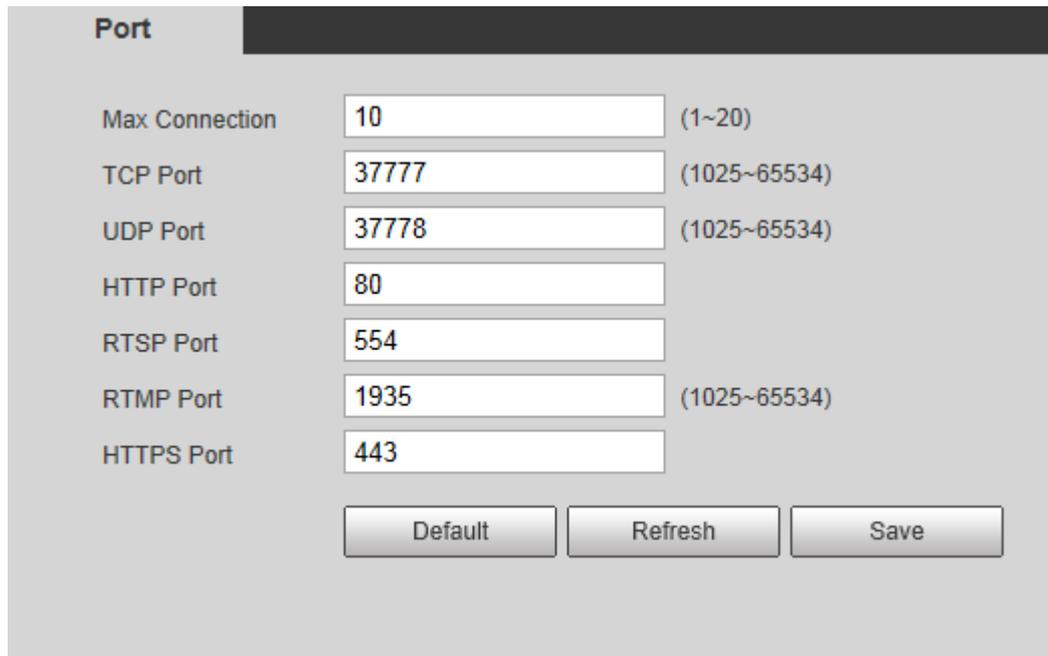 Port
Max Connection 10 (1~20)
TCP Port 37777 (1025~65534)
UDP Port 37778 (1025~65534)
HTTP Port 80
RTSP Port 554
RTMP Port 1935 (1025~65534)
HTTPS Port 443
Default Refresh Save